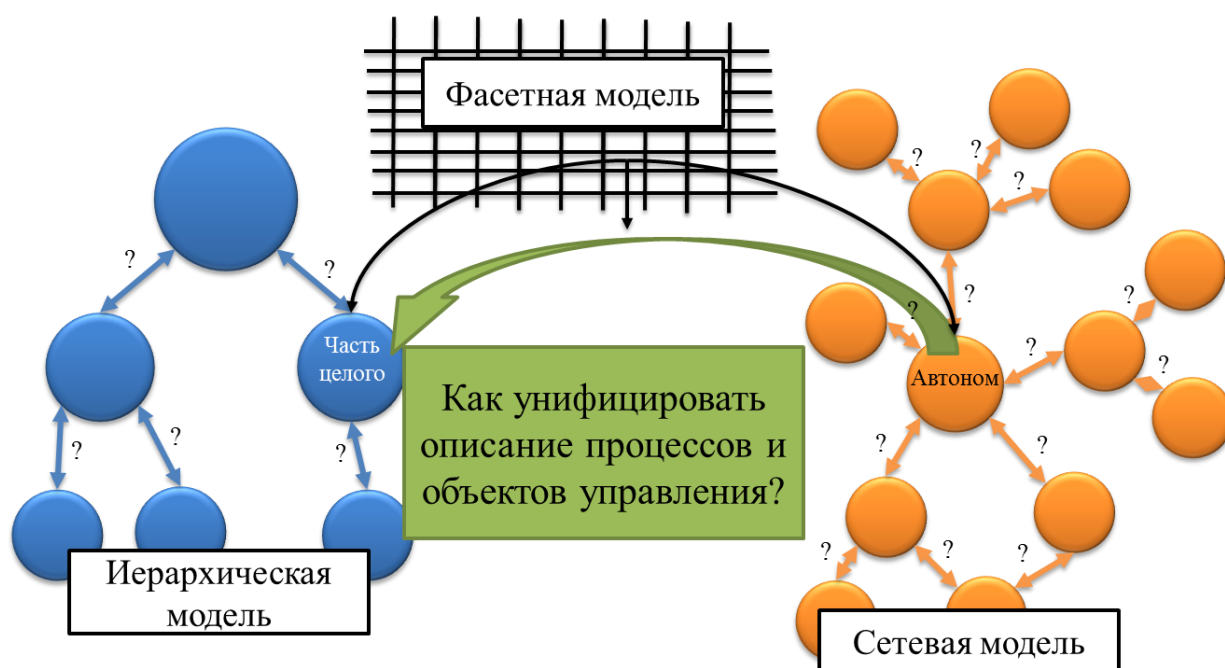 Фасетная модель
?
?
?
?
?
?
?
?
Часть
целого
?
?
Автоном
?
?
Как унифицировать
описание процессов и
объектов управления?
?
?
?
?
?
?
?
?
Иерархическая
модель
Сетевая модель